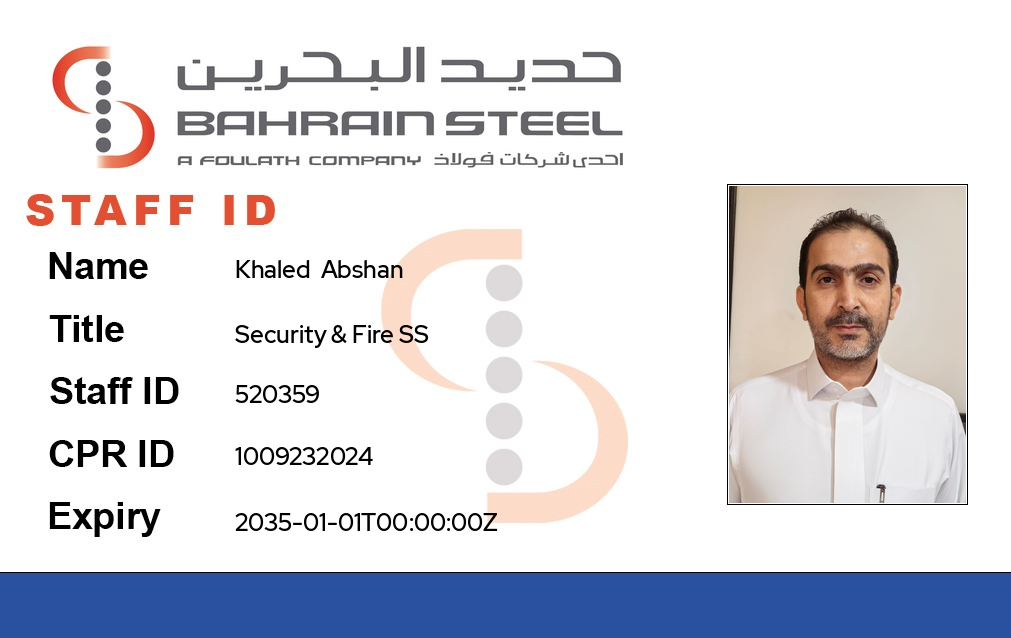 حديد البحرين
BAHRAIN STEEL
A FOULATH COMPANY احدى شركات فولاذ
STAFF ID
Name Khaled Abshan
Title Security & Fire SS
Staff ID 520359
CPR ID 1009232024
Expiry 2035-01-01T00:00:00Z